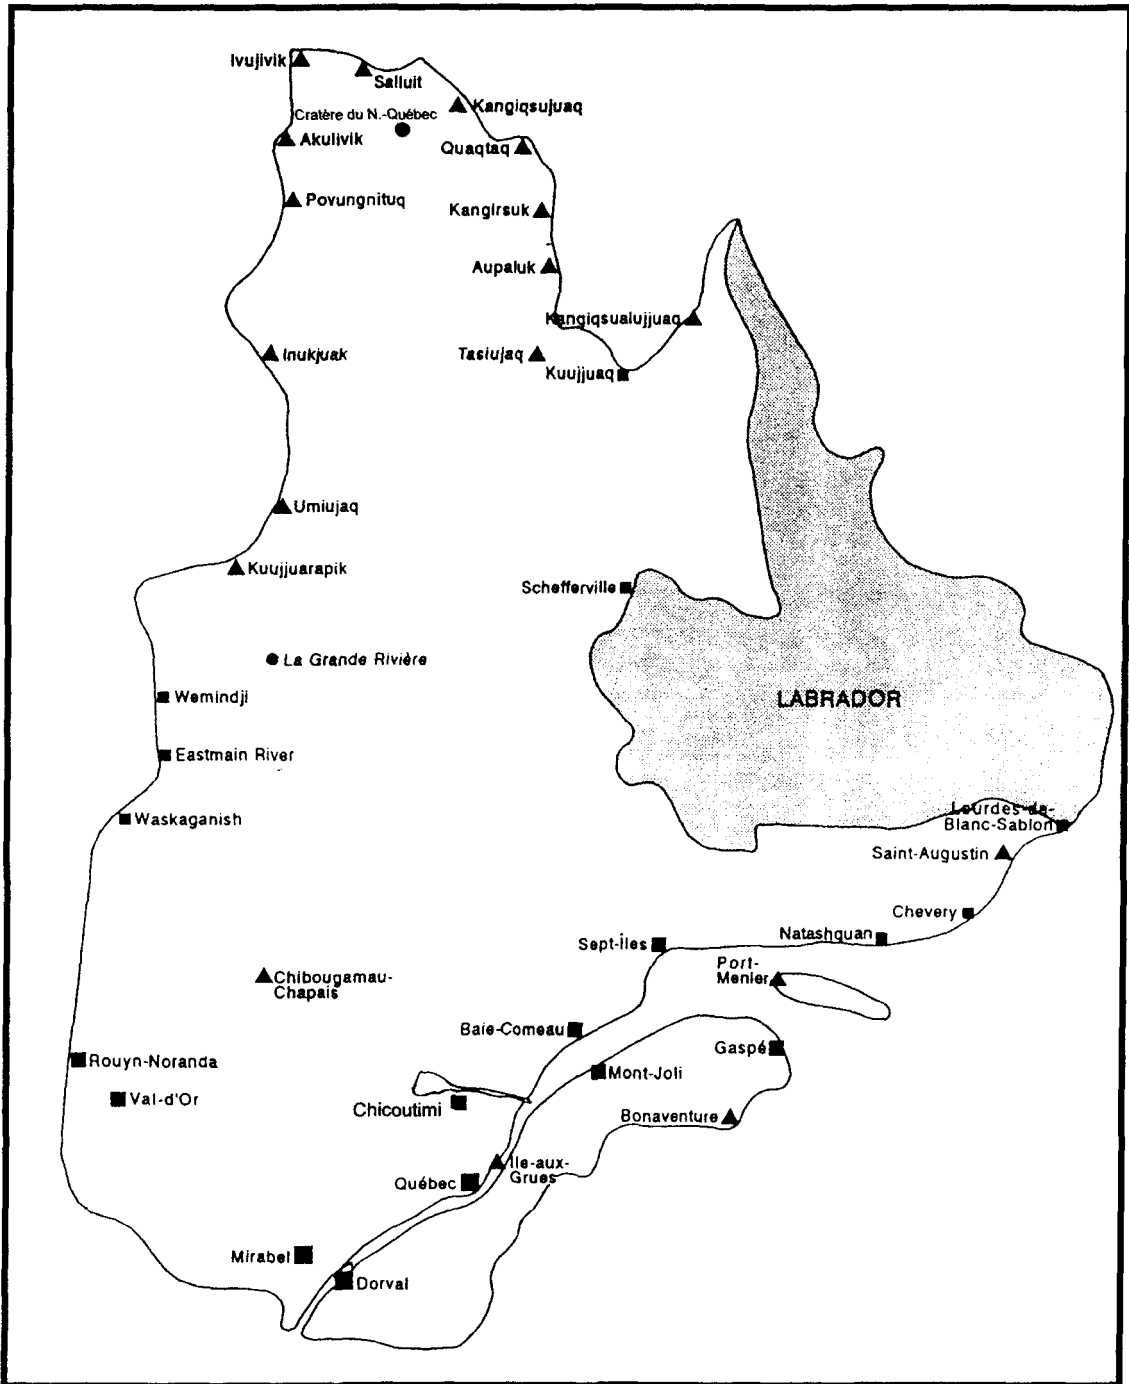 Ivujivik
Salluit
Kangiqsujuaq
Cratère du N.-Québec
Akulivik
Quaqtaq
Povungnituq
Kangirsuk
Aupaluk
Kangiqsualujjuaq
Inukjuak
Tasiujaq
Kuujjuaq
Umiujaq
Kuujjuarapik
Schefferville
La Grande Rivière
Wemindji
LABRADOR
Eastmain River
Waskaganish
Lourdes-de-
Blanc-Sablon
Saint-Augustin
Chevery
Natashquan
Sept-Îles
Port-
Menier
Chibougamau-
Chapais
Baie-Comeau
Gaspé
Rouyn-Noranda
Mont-Joli
Val-d'Or
Chicoutimi
Bonaventure
Île-aux-
Grues
Québec
Mirabel
Dorval